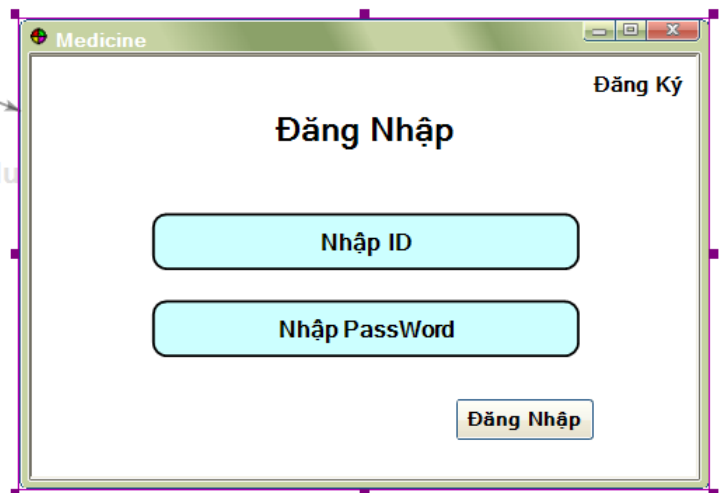 Medicine
Đăng Ký
Đăng Nhập
Nhập ID
Nhập PassWord
Đăng Nhập